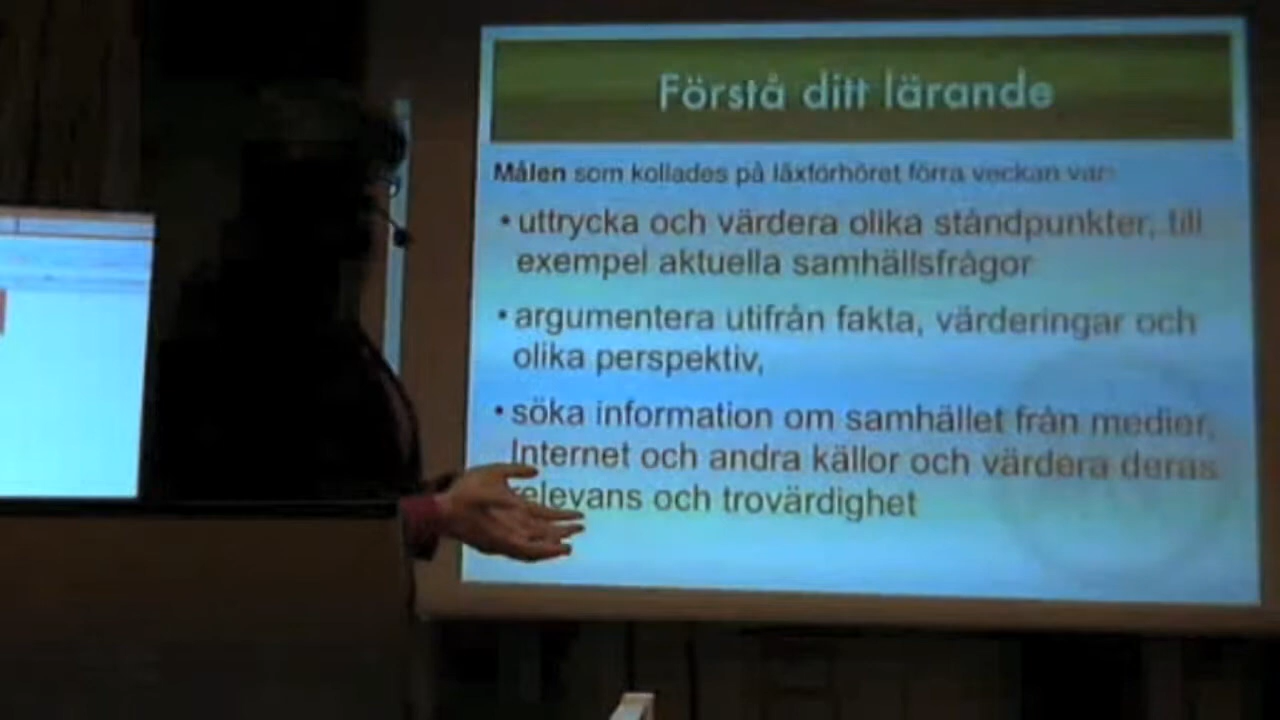 Förstå ditt lärande
Målen som kollades på läxförhöret förra veckan var:
• uttrycka och värdera olika ståndpunkter, till
exempel aktuella samhällsfrågor
• argumentera utifrån fakta, värderingar och
olika perspektiv,
• söka information om samhället från medier,
Internet och andra källor och värdera deras
relevans och trovärdighet